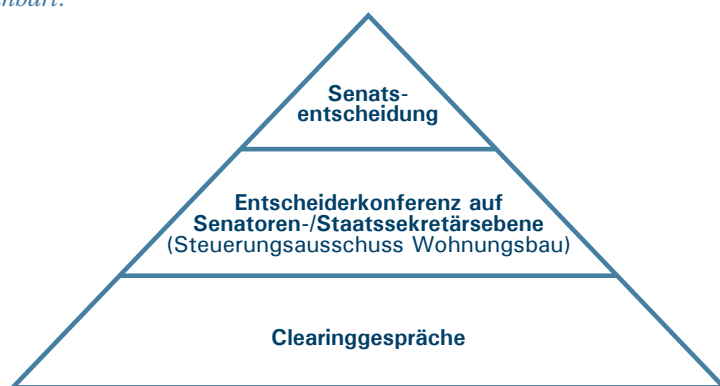 Senats-
entscheidung
Entscheiderkonferenz auf
Senatoren-/Staatssekretärsebene
(Steuerungsausschuss Wohnungsbau)
Clearinggespräche